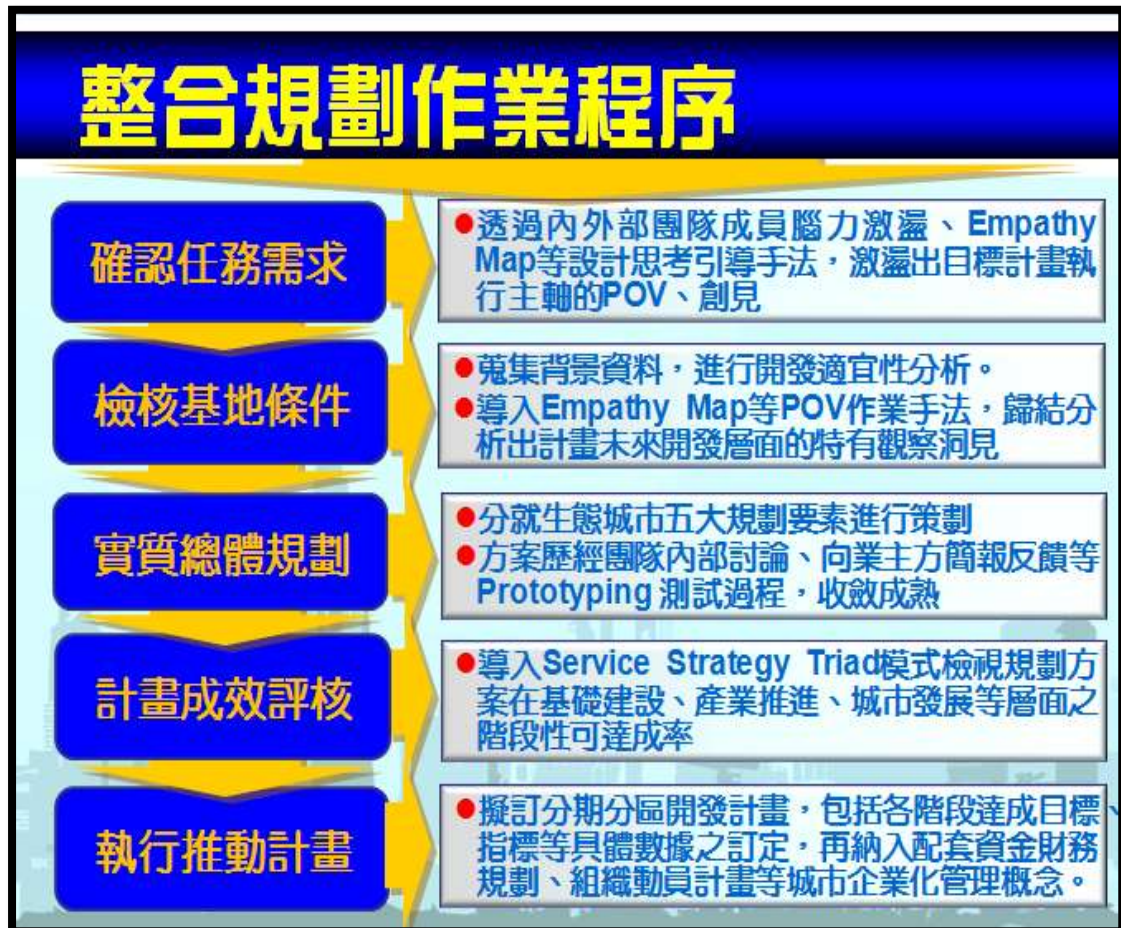 整合規劃作業程序
確認任務需求
●透過內外部團隊成員腦力激盪、Empathy
Map等設計思考引導手法，激盪出目標計畫執
行主軸的POV、創見
檢核基地條件
●蒐集背景資料，進行開發適宜性分析。
●導入Empathy Map等POV作業手法，歸結分
析出計畫未來開發層面的特有觀察洞見
實質總體規劃
●分就生態城市五大規劃要素進行策劃
●方案歷經團隊內部討論、向業主方簡報反饋等
Prototyping 測試過程，收斂成熟
計畫成效評核
●導入Service Strategy Triad模式檢視規劃方
案在基礎建設、產業推進、城市發展等層面之
階段性可達成率
執行推動計畫
●擬訂分期分區開發計畫，包括各階段達成目標、
指標等具體數據之訂定，再納入配套資金財務
規劃、組織動員計畫等城市企業化管理概念。